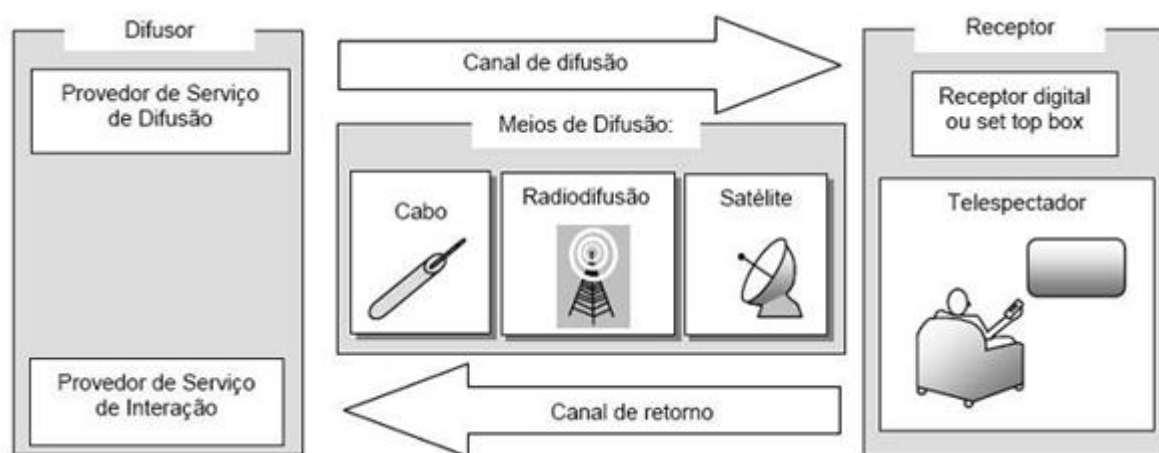 Difusor
Provedor de Serviço
de Difusão
Provedor de Serviço
de Interação
Canal de difusão
Meios de Difusão:
Cabo
Radiodifusão
Satélite
Canal de retorno
Receptor
Receptor digital
ou set top box
Telespectador